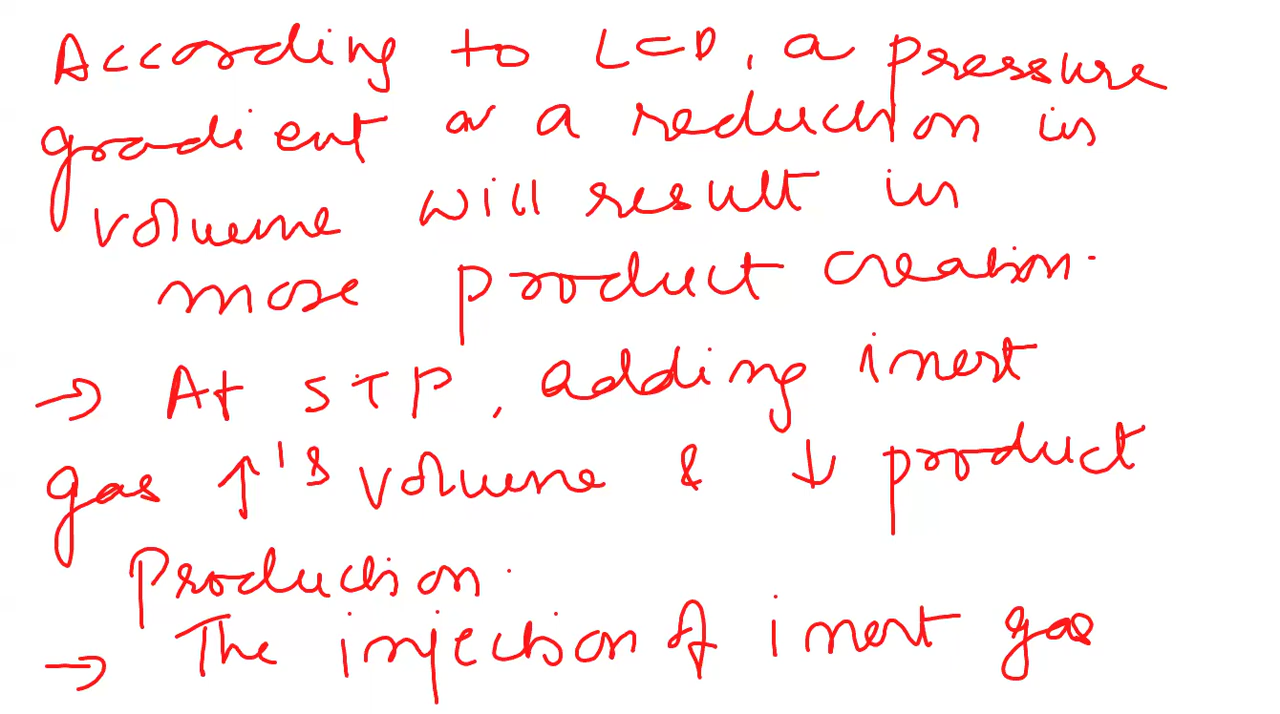 According to LCP, a pressure
gradient or a reduction in
volume will result in
more product creation.
→ At STP, adding inert
gas ↑'s volume & ↓ product
production.
→ The injection of inert gas